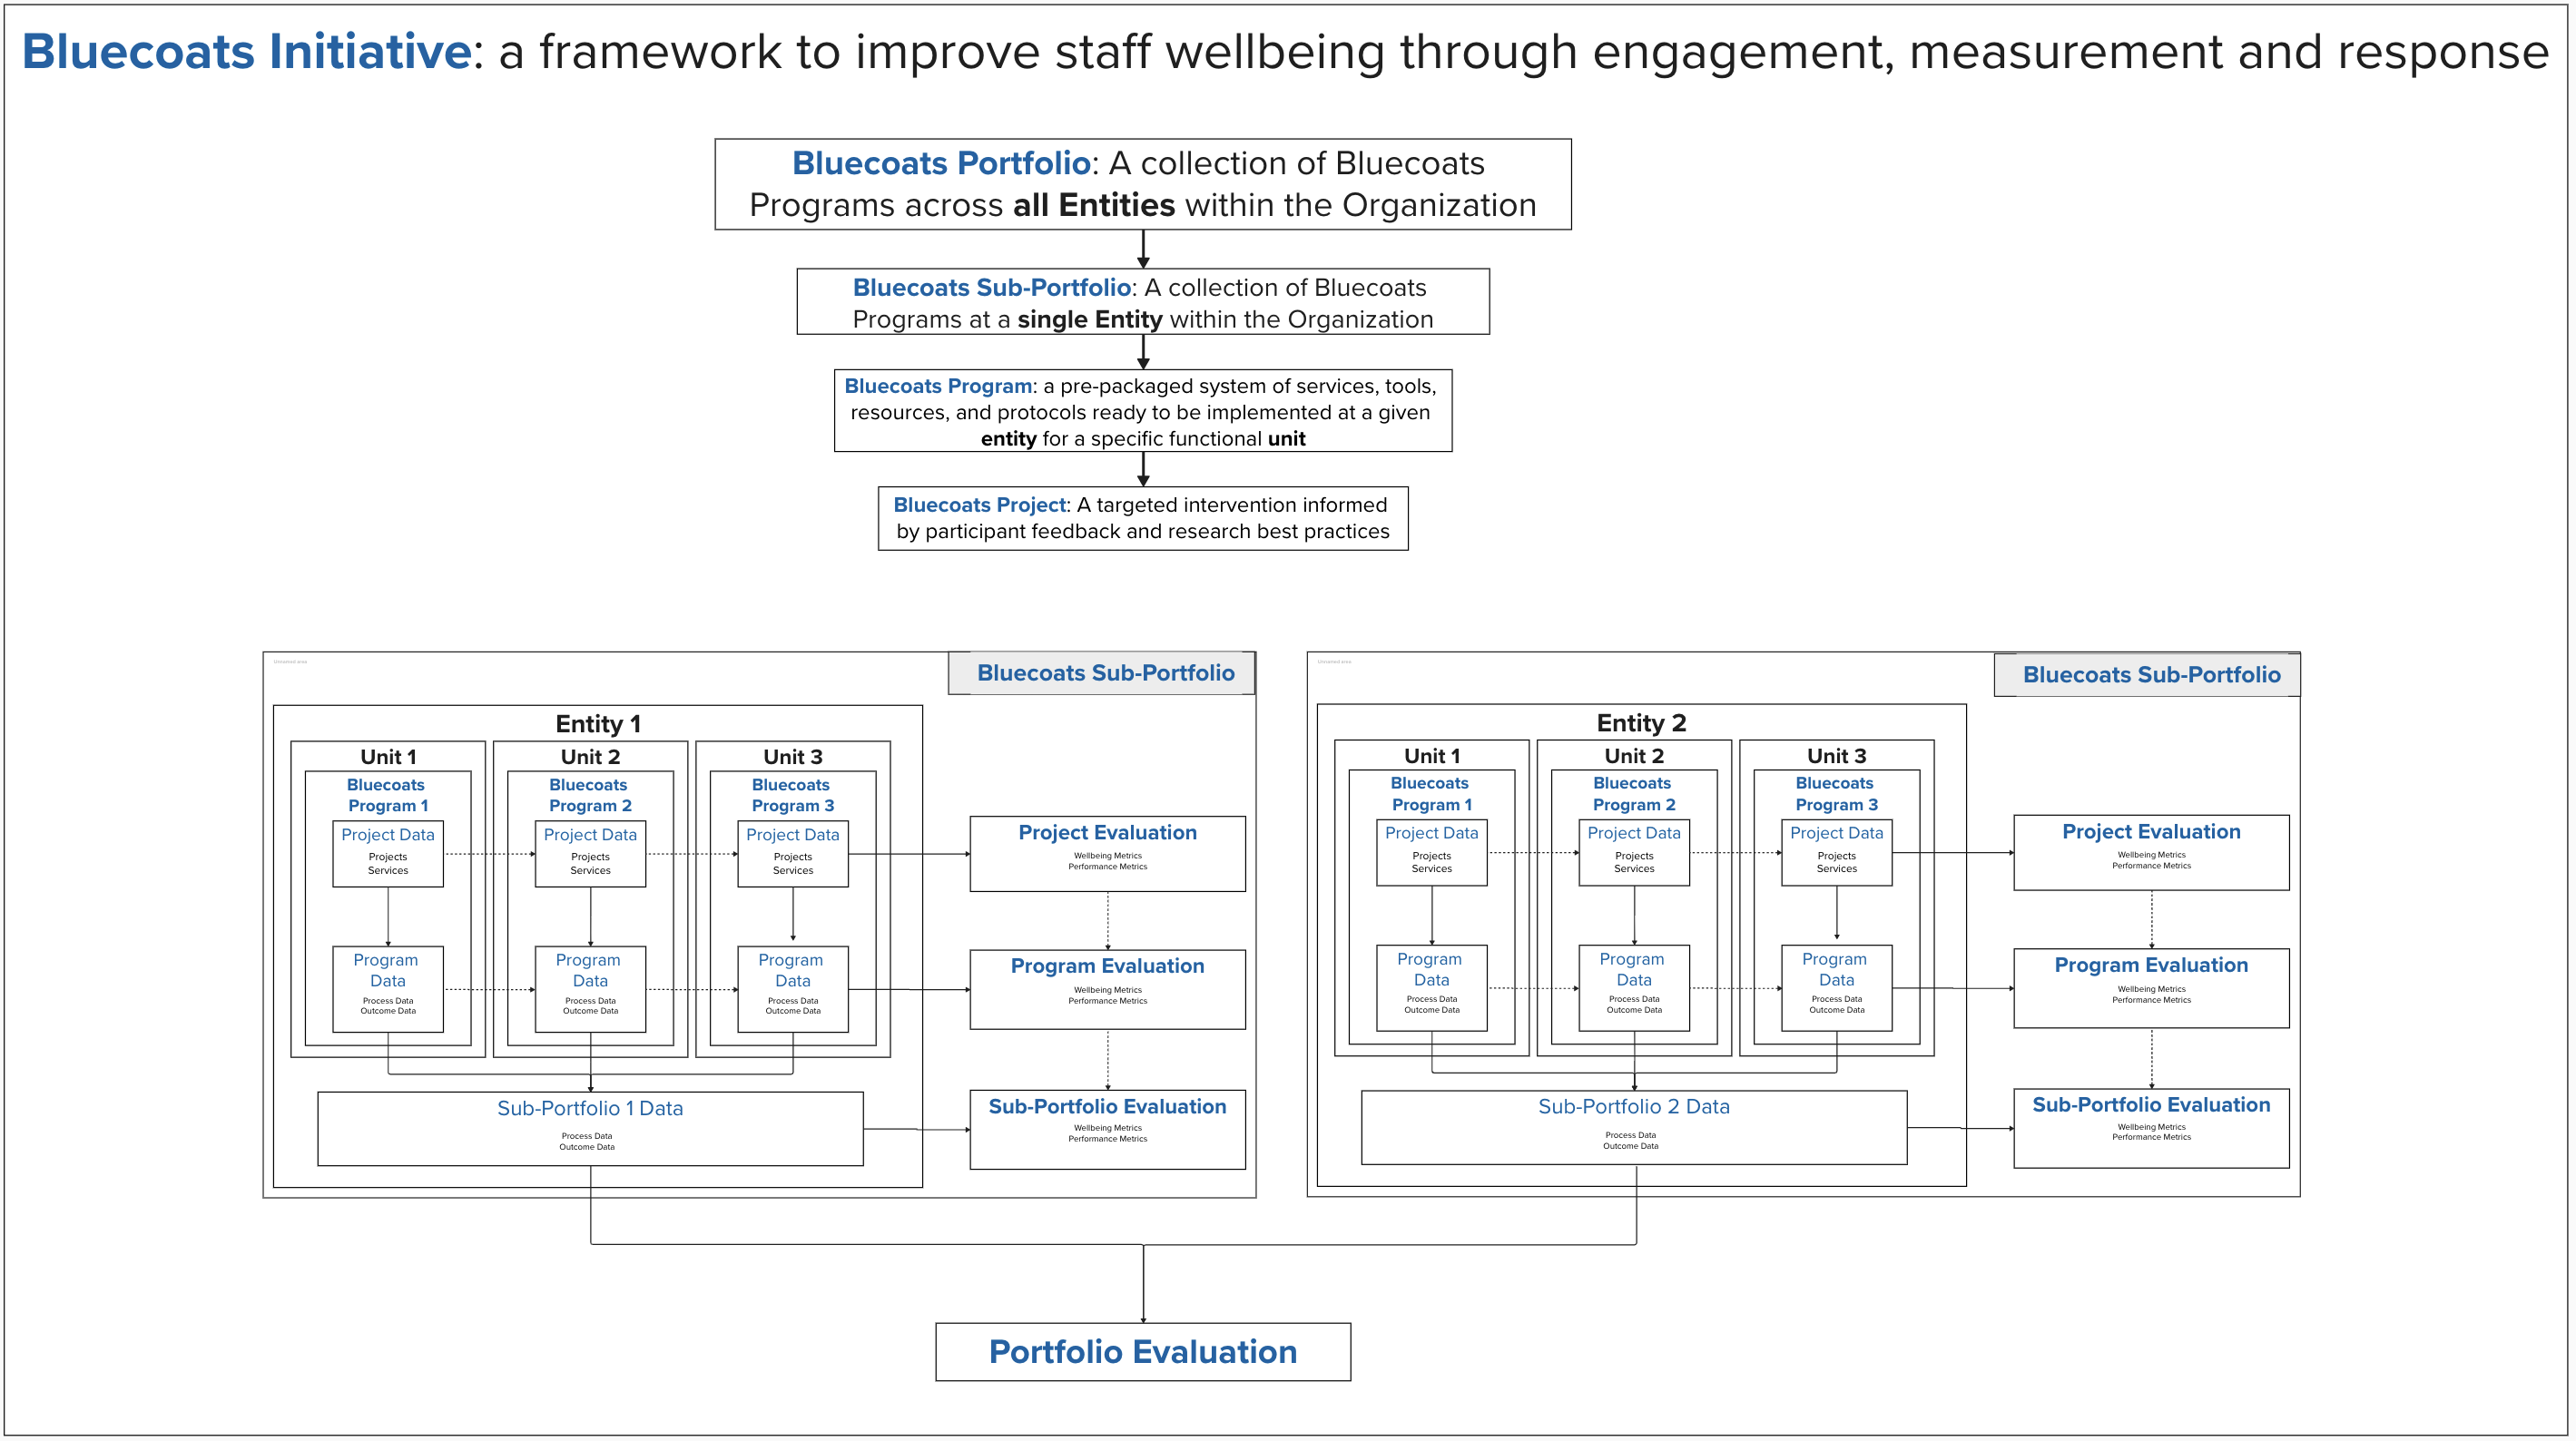 Bluecoats Initiative: a framework to improve staff wellbeing through engagement, measurement and response
Bluecoats Portfolio: A collection of Bluecoats
Programs across all Entities within the Organization
Bluecoats Sub-Portfolio: A collection of Bluecoats
Programs at a single Entity within the Organization
Bluecoats Program: a pre-packaged system of services, tools,
resources, and protocols ready to be implemented at a given
entity for a specific functional unit
Bluecoats Project: A targeted intervention informed
by participant feedback and research best practices
Unnamed area
Bluecoats Sub-Portfolio
Entity 1
Unit 1
Bluecoats
Program 1
Project Data
Projects
Services
Program
Data
Process Data
Outcome Data
Unit 2
Bluecoats
Program 2
Project Data
Projects
Services
Program
Data
Process Data
Outcome Data
Unit 3
Bluecoats
Program 3
Project Data
Projects
Services
Program
Data
Process Data
Outcome Data
Sub-Portfolio 1 Data
Process Data
Outcome Data
Project Evaluation
Wellbeing Metrics
Performance Metrics
Program Evaluation
Wellbeing Metrics
Performance Metrics
Sub-Portfolio Evaluation
Wellbeing Metrics
Performance Metrics
Unnamed area
Bluecoats Sub-Portfolio
Entity 2
Unit 1
Bluecoats
Program 1
Project Data
Projects
Services
Program
Data
Process Data
Outcome Data
Unit 2
Bluecoats
Program 2
Project Data
Projects
Services
Program
Data
Process Data
Outcome Data
Unit 3
Bluecoats
Program 3
Project Data
Projects
Services
Program
Data
Process Data
Outcome Data
Sub-Portfolio 2 Data
Process Data
Outcome Data
Project Evaluation
Wellbeing Metrics
Performance Metrics
Program Evaluation
Wellbeing Metrics
Performance Metrics
Sub-Portfolio Evaluation
Wellbeing Metrics
Performance Metrics
Portfolio Evaluation